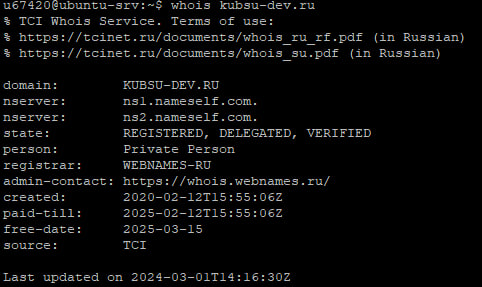 u67420@ubuntu-srv:~$ whois kubsu-dev.ru
% TCI Whois Service. Terms of use:
% https://tcinet.ru/documents/whois_ru_rf.pdf (in Russian)
% https://tcinet.ru/documents/whois_su.pdf (in Russian)

domain:        KUBSU-DEV.RU
nserver:       ns1.nameself.com.
nserver:       ns2.nameself.com.
state:         REGISTERED, DELEGATED, VERIFIED
person:        Private Person
registrar:     WEBNAMES-RU
admin-contact: https://whois.webnames.ru/
created:       2020-02-12T15:55:06Z
paid-till:     2025-02-12T15:55:06Z
free-date:     2025-03-15
source:        TCI

Last updated on 2024-03-01T14:16:30Z